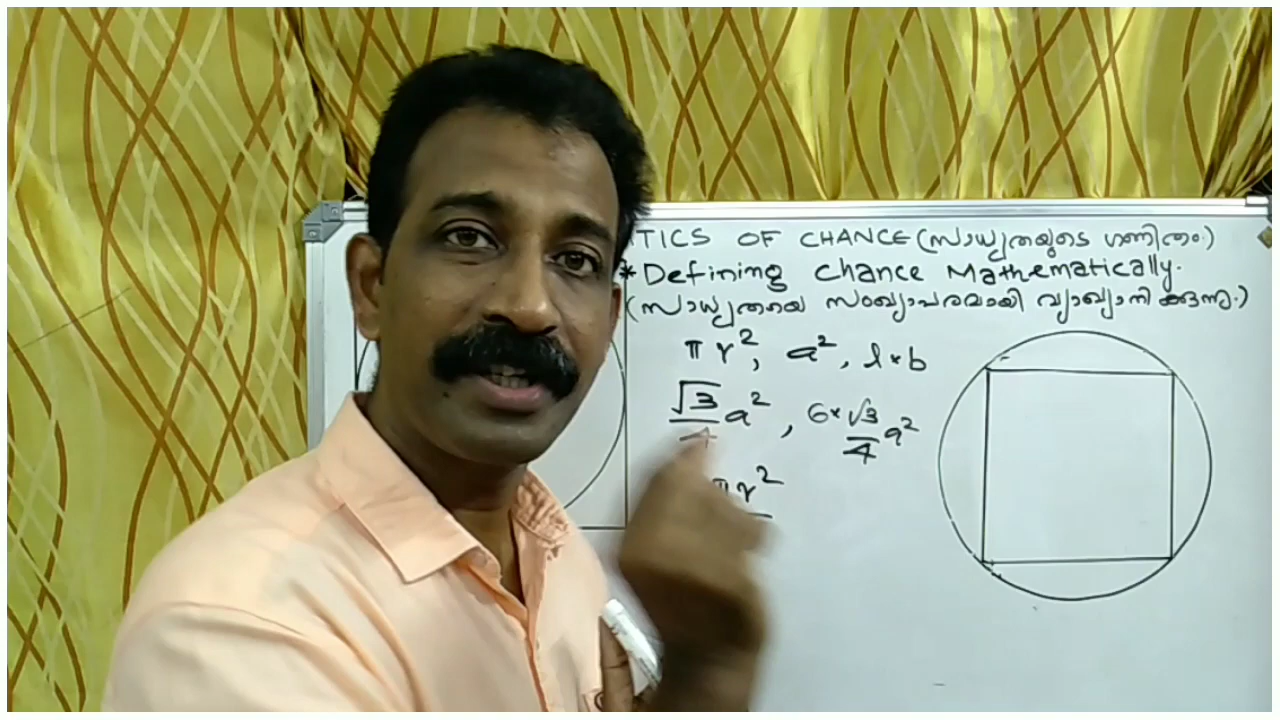 TICS OF CHANCE (സാധ്യതയുടെ ഗണിതം.)
*Defining Chance Mathematically.
(സാധ്യതയെ സംഖ്യാപരമായി വ്യാഖ്യാനിക്കുന്നു.)
πr², a², l×b
√3/4 a², 6×√3/4 a²
πr²